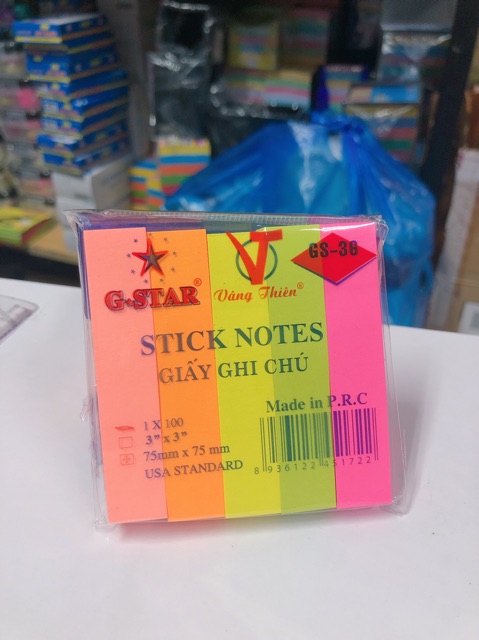 G-STAR®
Vâng Thiên®
GS-38
STICK NOTES
GIẤY GHI CHÚ
Made in P.R.C
1 X 100
3" x 3"
75mm x 75 mm
USA STANDARD
8 936122 451722